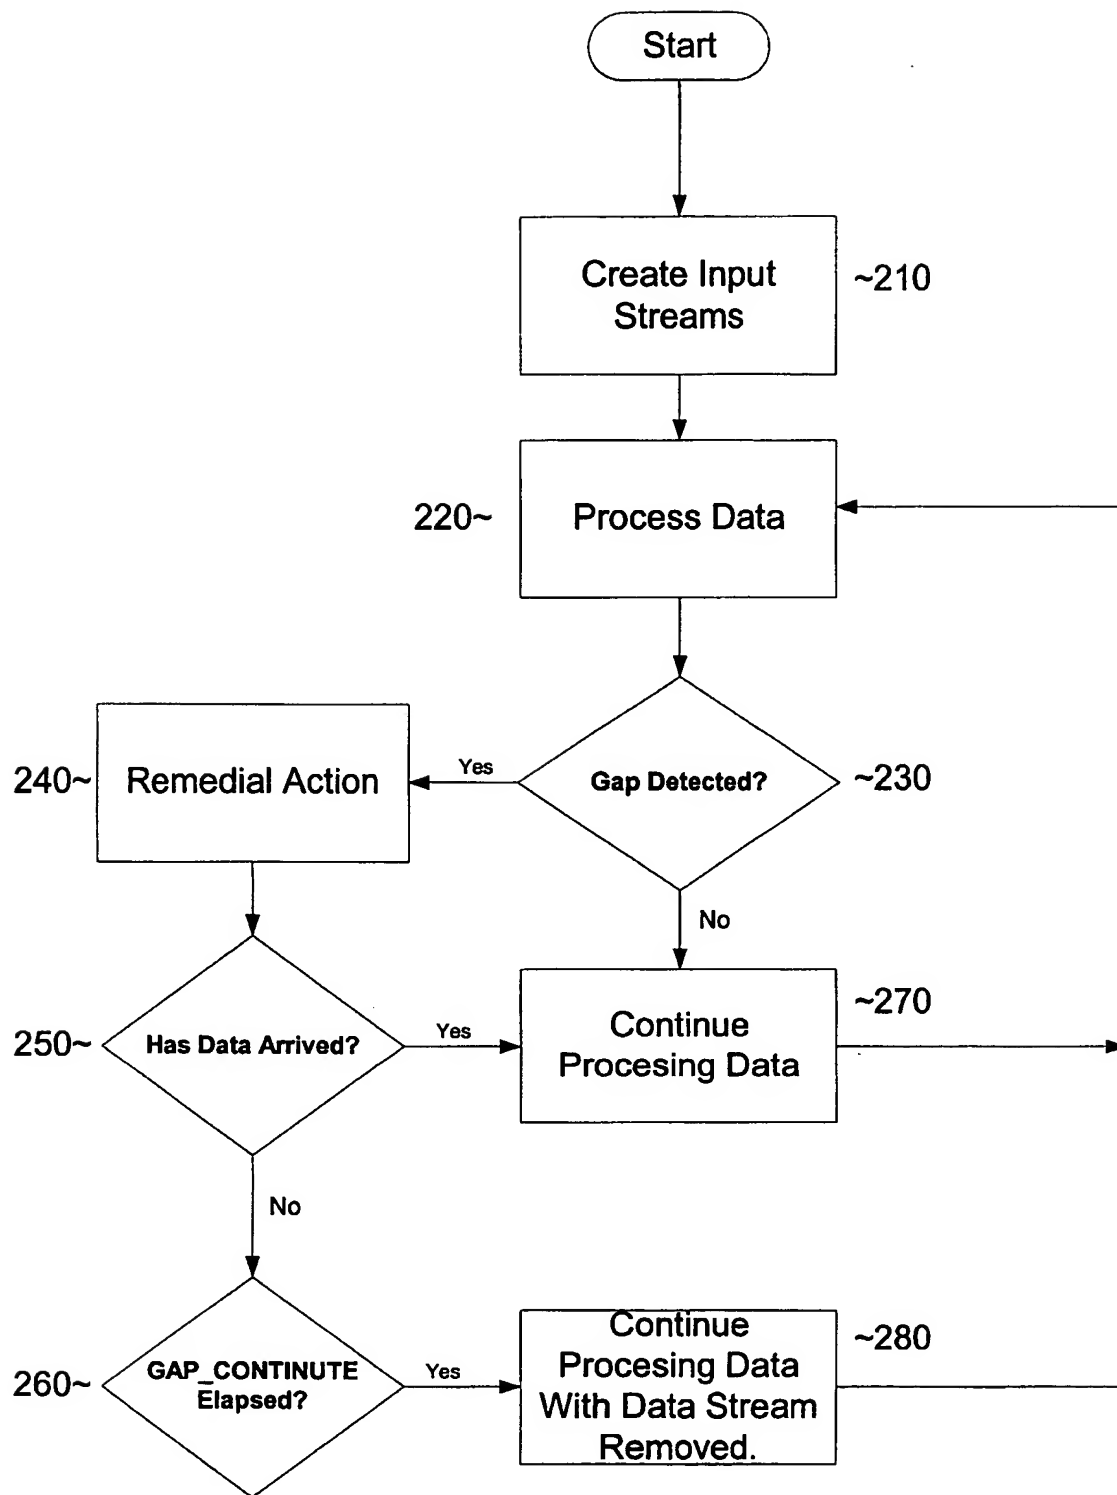 Start
Create Input
Streams
~210
220~
Process Data
240~
Remedial Action
Yes
Gap Detected?
~230
No
250~
Has Data Arrived?
Yes
Continue
Procesing Data
~270
No
260~
GAP_CONTINUTE
Elapsed?
Yes
Continue
Procesing Data
With Data Stream
Removed.
~280